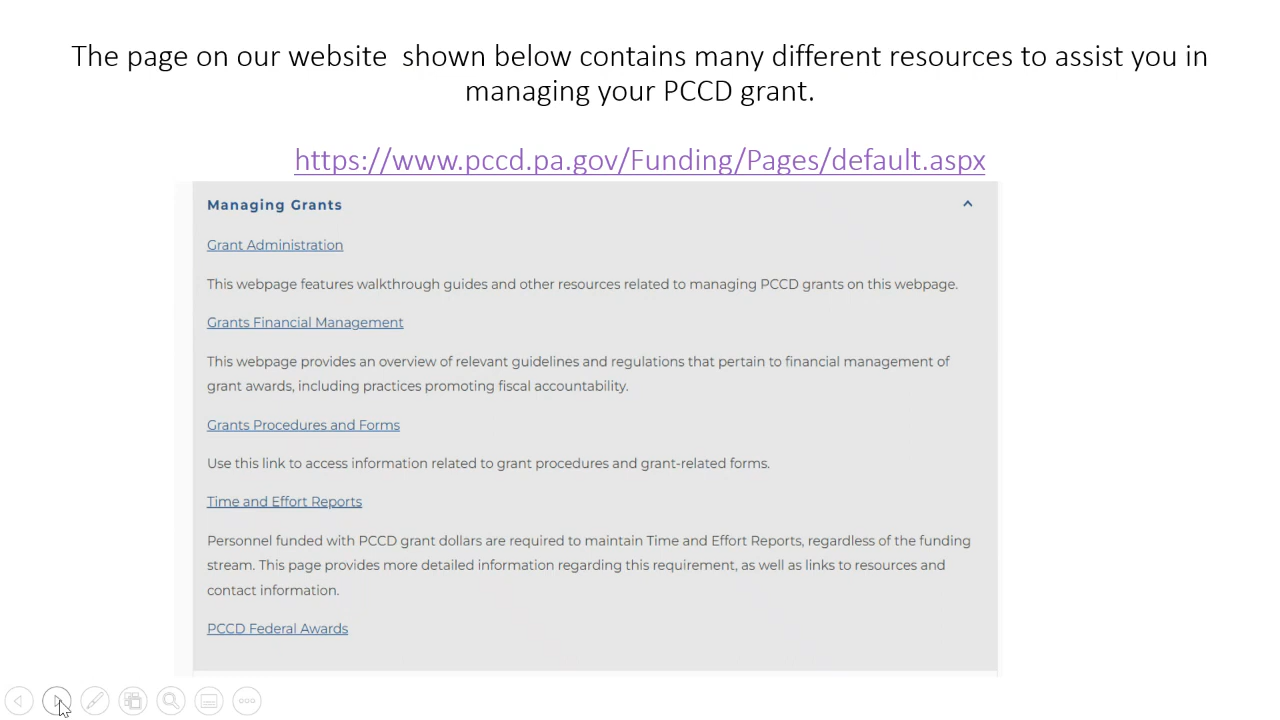 The page on our website  shown below contains many different resources to assist you in
managing your PCCD grant.
https://www.pccd.pa.gov/Funding/Pages/default.aspx
Managing Grants
Grant Administration
This webpage features walkthrough guides and other resources related to managing PCCD grants on this webpage.
Grants Financial Management
This webpage provides an overview of relevant guidelines and regulations that pertain to financial management of
grant awards, including practices promoting fiscal accountability.
Grants Procedures and Forms
Use this link to access information related to grant procedures and grant-related forms.
Time and Effort Reports
Personnel funded with PCCD grant dollars are required to maintain Time and Effort Reports, regardless of the funding
stream. This page provides more detailed information regarding this requirement, as well as links to resources and
contact information.
PCCD Federal Awards